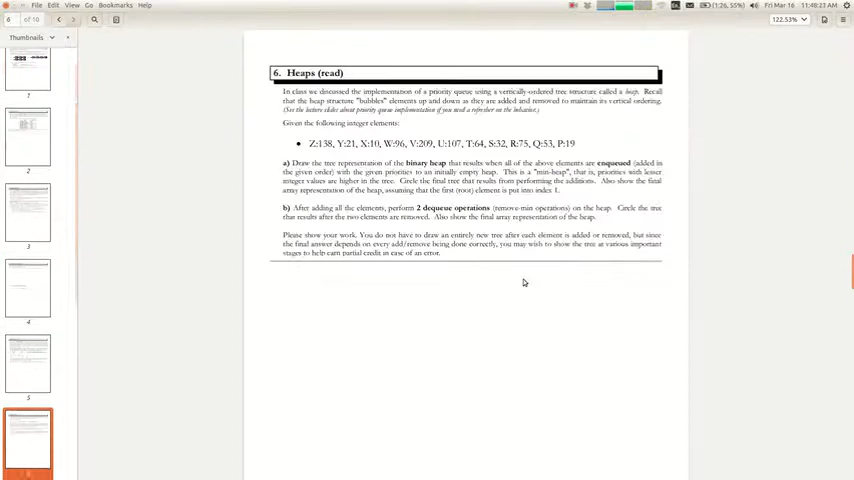 File Edit View Go Bookmarks Help
(1:26, 55%) Fri Mar 16 11:48:23 AM
6 of 10
122.53%
Thumbnails
1
2
3
4
5
6. Heaps (read)
In class we discussed the implementation of a priority queue using a vertically-ordered tree structure called a heap. Recall
that the heap structure "bubbles" elements up and down as they are added and removed to maintain its vertical ordering.
(See the lecture slides about priority queue implementation if you need a refresher on the behavior.)
Given the following integer elements:
• Z:138, Y:21, X:10, W:96, V:209, U:107, T:64, S:32, R:75, Q:53, P:19
a) Draw the tree representation of the binary heap that results when all of the above elements are enqueued (added in
the given order) with the given priorities to an initially empty heap. This is a "min-heap", that is, priorities with lesser
integer values are higher in the tree. Circle the final tree that results from performing the additions. Also show the final
array representation of the heap, assuming that the first (root) element is put into index 1.
b) After adding all the elements, perform 2 dequeue operations (remove-min operations) on the heap. Circle the tree
that results after the two elements are removed. Also show the final array representation of the heap.
Please show your work. You do not have to draw an entirely new tree after each element is added or removed, but since
the final answer depends on every add/remove being done correctly, you may wish to show the tree at various important
stages to help earn partial credit in case of an error.